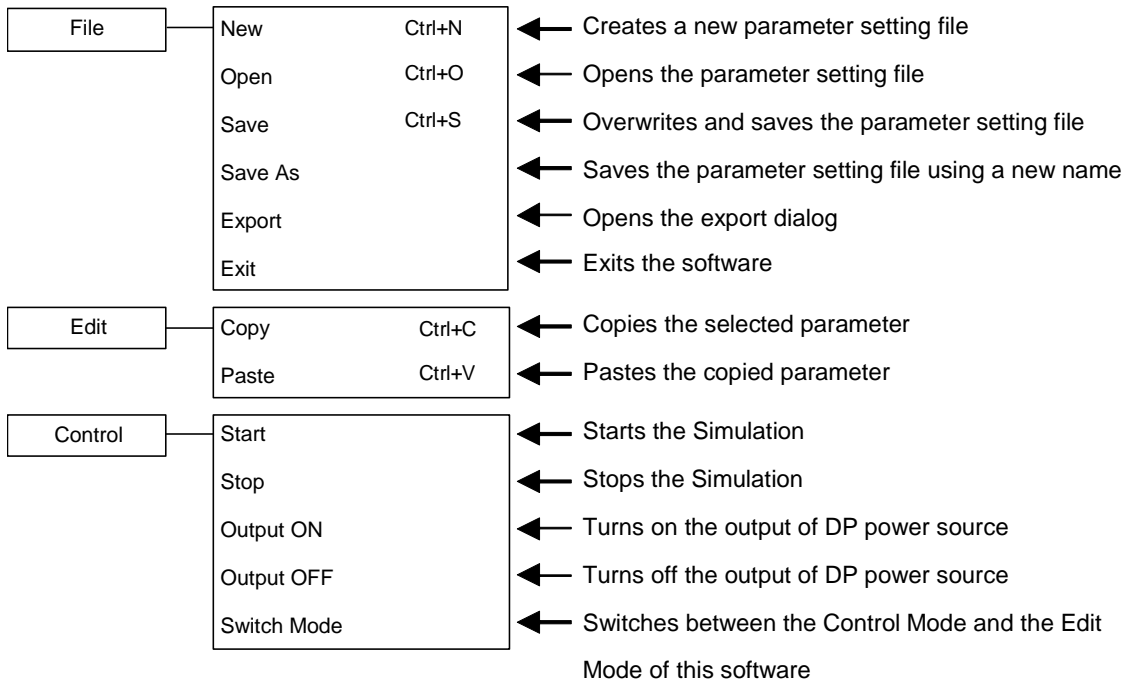 File New Ctrl+N Creates a new parameter setting file
Open Ctrl+O Opens the parameter setting file
Save Ctrl+S Overwrites and saves the parameter setting file
Save As Saves the parameter setting file using a new name
Export Opens the export dialog
Exit Exits the software
Edit Copy Ctrl+C Copies the selected parameter
Paste Ctrl+V Pastes the copied parameter
Control Start Starts the Simulation
Stop Stops the Simulation
Output ON Turns on the output of DP power source
Output OFF Turns off the output of DP power source
Switch Mode Switches between the Control Mode and the Edit
Mode of this software